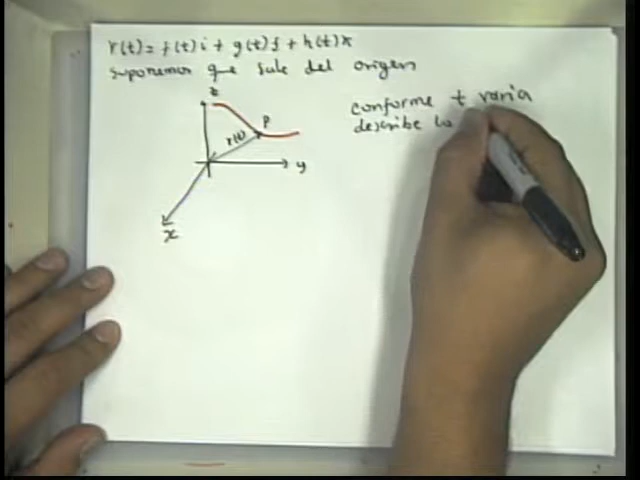 r(t) = f(t)i + g(t)j + h(t)k
suponemos que sale del origen
z
conforme t varia
describe la
P
r(t)
y
x